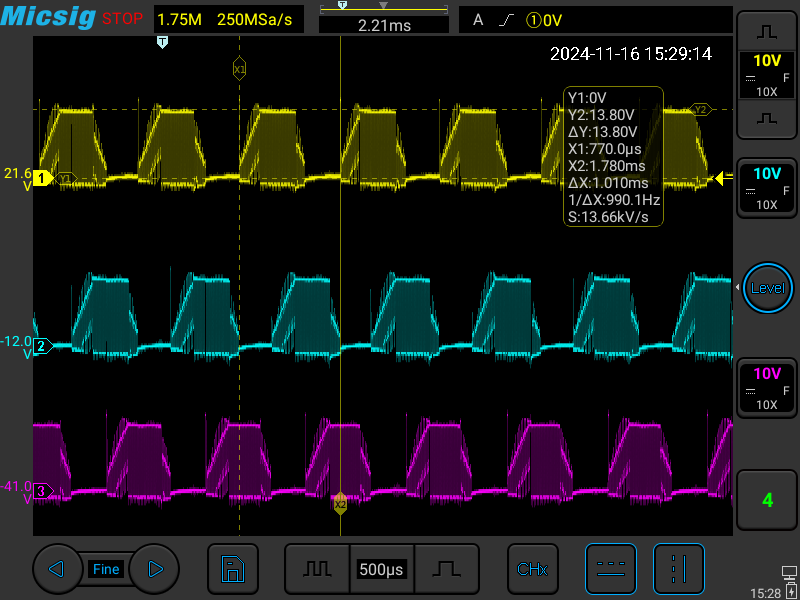 Micsig STOP 1.75M 250MSa/s T 2.21ms A ①0V
T 2024-11-16 15:29:14
X1
10V
F
10X
Y1:0V
Y2:13.80V
ΔY:13.80V
X1:770.0μs
X2:1.780ms
ΔX:1.010ms
1/ΔX:990.1Hz
S:13.66kV/s
Y2
21.6
V
1
Y1
10V
F
10X
Level
-12.0
V
2
10V
F
10X
-41.0
V
3
X2
4
Fine
500μs
CHx
15:28